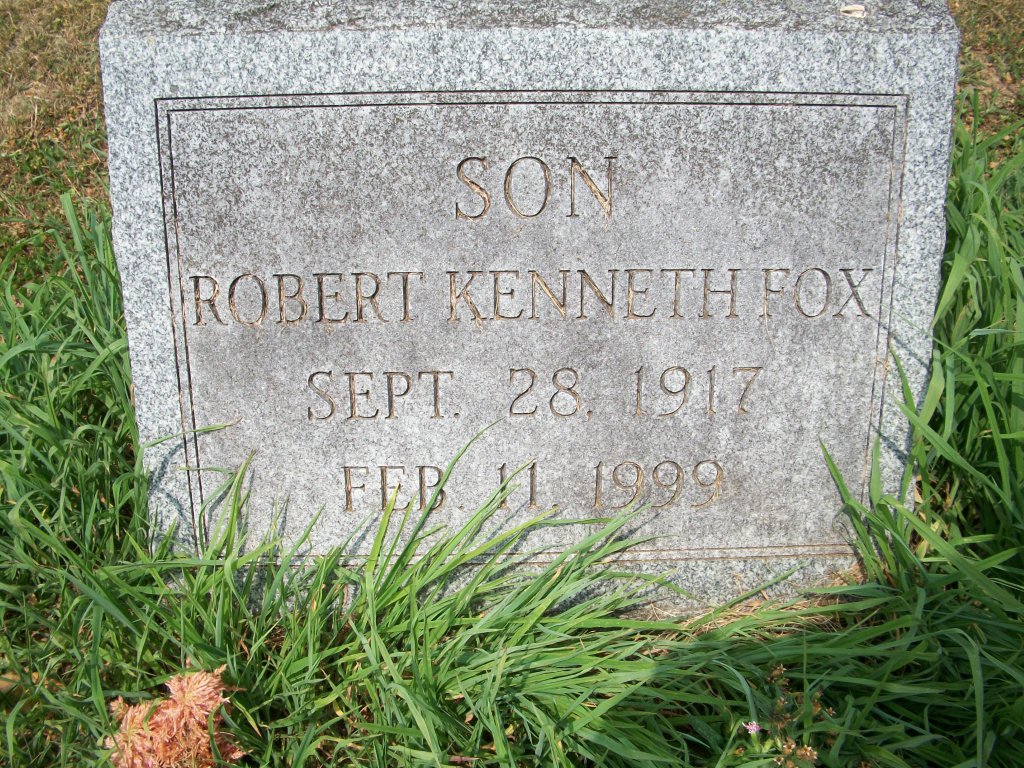 SON
ROBERT KENNETH FOX
SEPT. 28, 1917
FEB. 11 1999